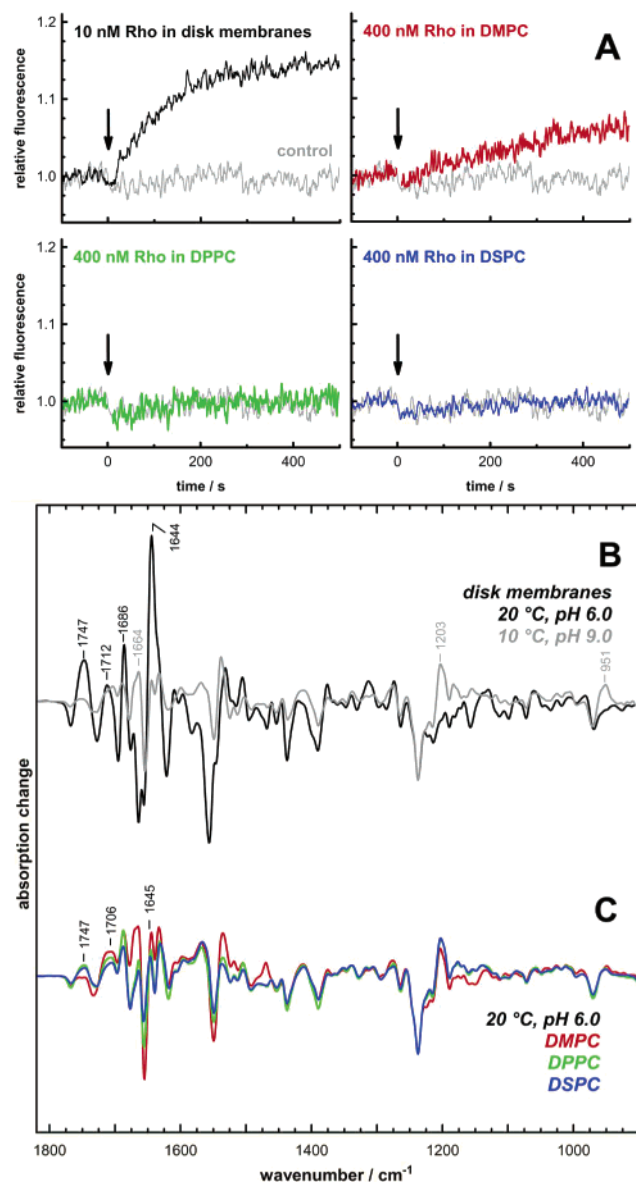 10 nM Rho in disk membranes
400 nM Rho in DMPC
A
1.2
1.1
1.0
relative fluorescence
control
relative fluorescence
400 nM Rho in DPPC
400 nM Rho in DSPC
1.2
1.1
1.0
relative fluorescence
relative fluorescence
0 200 400
0 200 400
time / s
time / s
B
1747
1712
1686
1664
1644
disk membranes
20 °C, pH 6.0
10 °C, pH 9.0
1203
951
absorption change
C
1747
1706
1645
20 °C, pH 6.0
DMPC
DPPC
DSPC
1800 1600 1400 1200 1000
wavenumber / cm-1